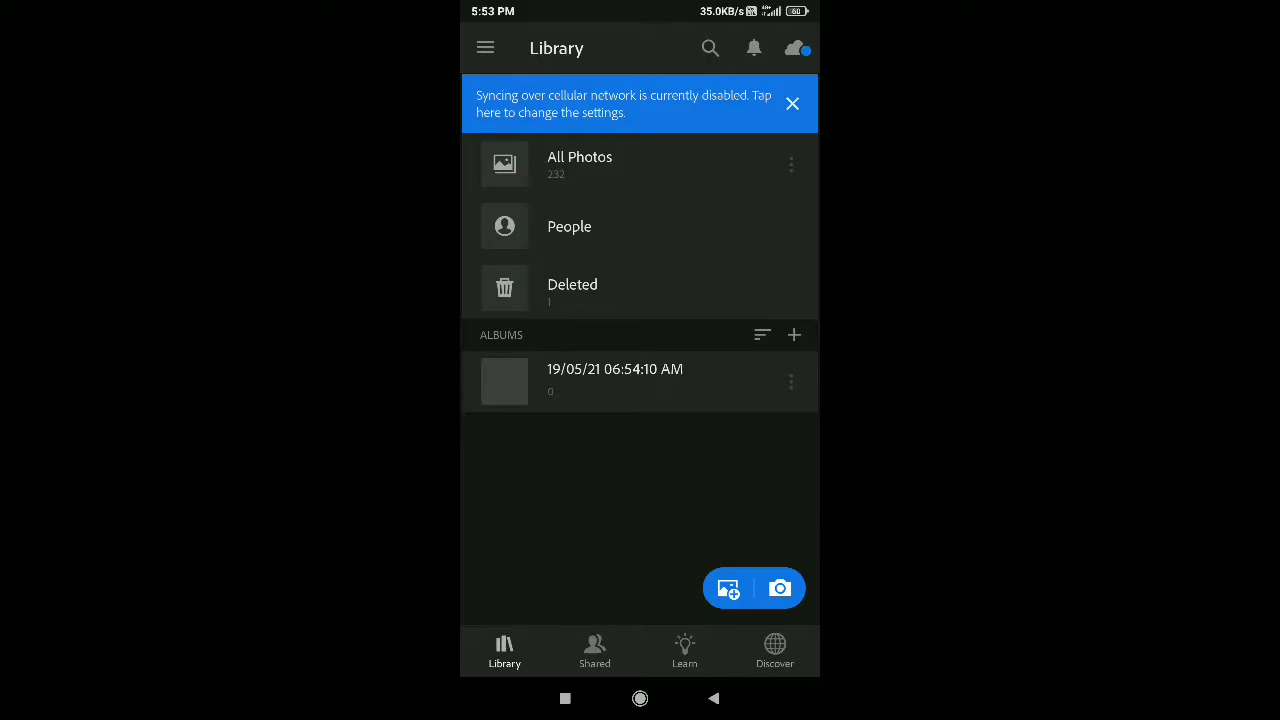 5:53 PM
35.0KB/s
60
Library
Syncing over cellular network is currently disabled. Tap
here to change the settings.
All Photos
232
People
Deleted
1
ALBUMS
19/05/21 06:54:10 AM
0
Library
Shared
Learn
Discover